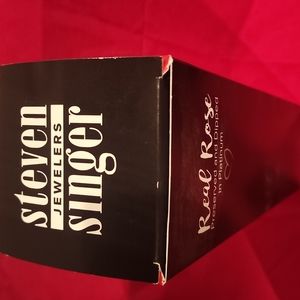 steven
JEWELERS
singer
Real Rose
Preserved and Dipped
in Platinum